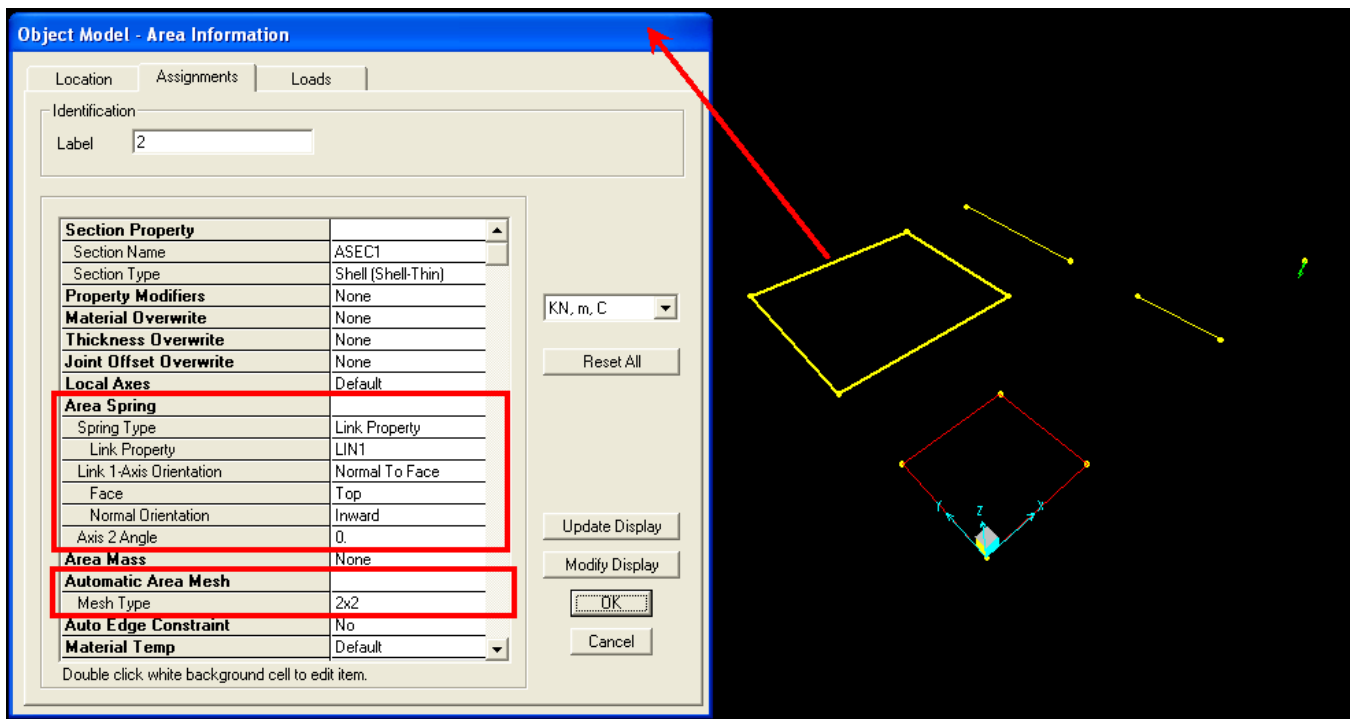 Object Model - Area Information
Location Assignments Loads
Identification
Label 2
Section Property
Section Name ASEC1
Section Type Shell (Shell-Thin)
Property Modifiers None
Material Overwrite None
Thickness Overwrite None
Joint Offset Overwrite None
Local Axes Default
Area Spring
Spring Type Link Property
Link Property LIN1
Link 1-Axis Orientation Normal To Face
Face Top
Normal Orientation Inward
Axis 2 Angle 0.
Area Mass None
Automatic Area Mesh
Mesh Type 2x2
Auto Edge Constraint No
Material Temp Default
Double click white background cell to edit item.
KN, m, C
Reset All
Update Display
Modify Display
OK
Cancel
Y Z X